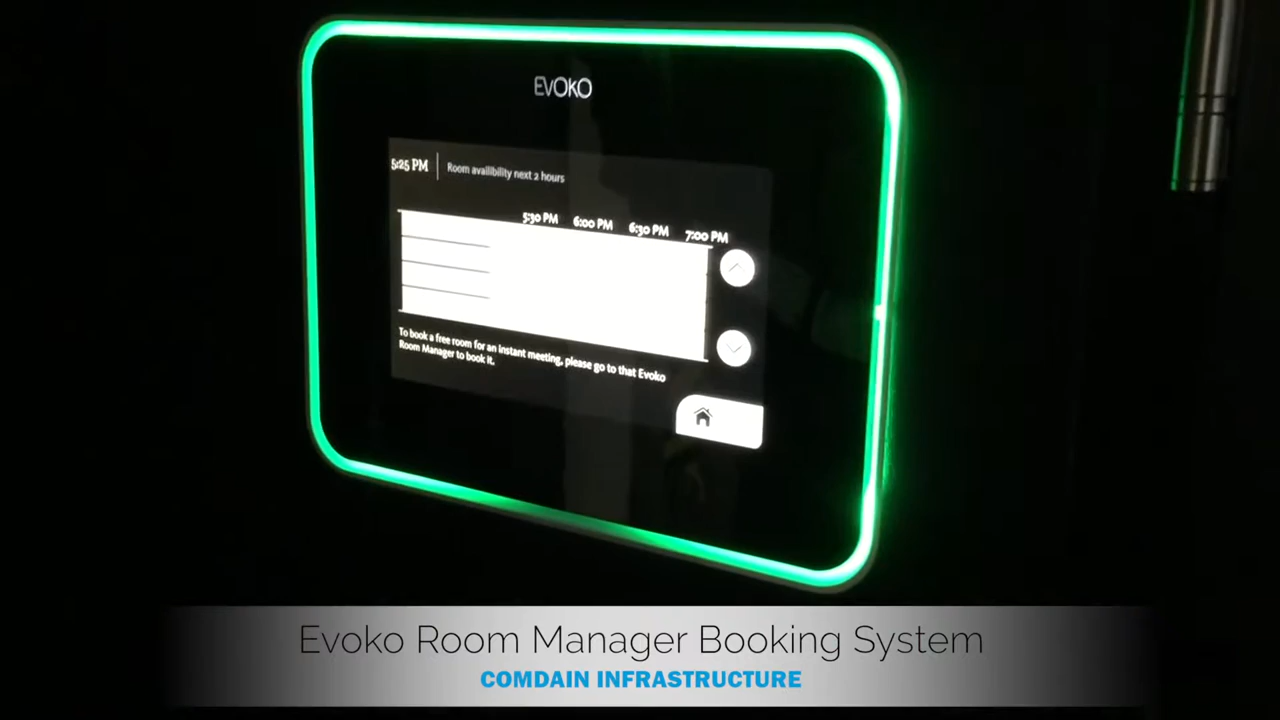 EVOKO
5:25 PM
Room availibility next 2 hours
5:30 PM 6:00 PM 6:30 PM 7:00 PM
To book a free room for an instant meeting, please go to that Evoko
Room Manager to book it.
Evoko Room Manager Booking System
COMDAIN INFRASTRUCTURE